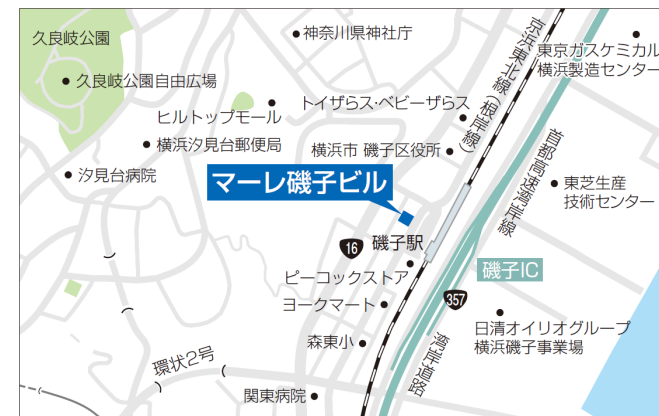 久良岐公園
神奈川県神社庁
京浜東北線(根岸線)
東京ガスケミカル
横浜製造センター
久良岐公園自由広場
トイザらス・ベビーザらス
ヒルトップモール
横浜汐見台郵便局
横浜市 磯子区役所
首都高速湾岸線
汐見台病院
マーレ磯子ビル
東芝生産
技術センター
16
磯子駅
ピーコックストア
磯子IC
ヨークマート
357
日清オイリオグループ
横浜磯子事業場
森東小
湾岸道路
環状2号
関東病院